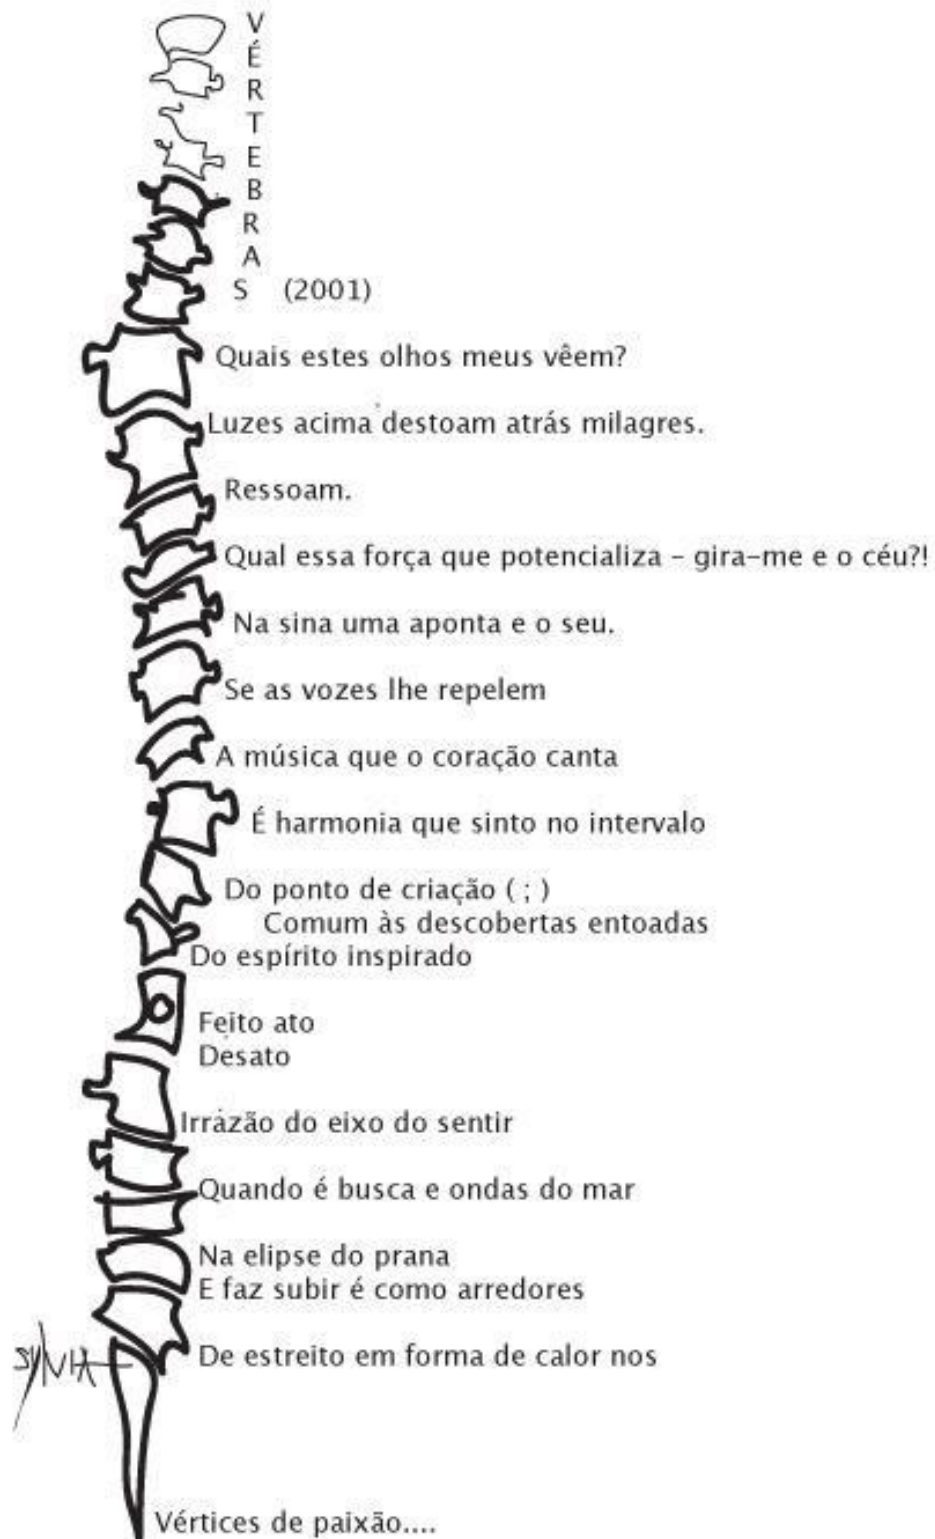 V
É
R
T
E
B
R
A
S (2001)
Quais estes olhos meus vêem?
Luzes acima destoam atrás milagres.
Ressoam.
Qual essa força que potencializa – gira-me e o céu?!
Na sina uma aponta e o seu.
Se as vozes lhe repelem
A música que o coração canta
É harmonia que sinto no intervalo
Do ponto de criação ( ; )
Comum às descobertas entoadas
Do espírito inspirado
Feito ato
Desato
Irrazão do eixo do sentir
Quando é busca e ondas do mar
Na elipse do prana
E faz subir é como arredores
De estreito em forma de calor nos
SYLVIA
Vértices de paixão....